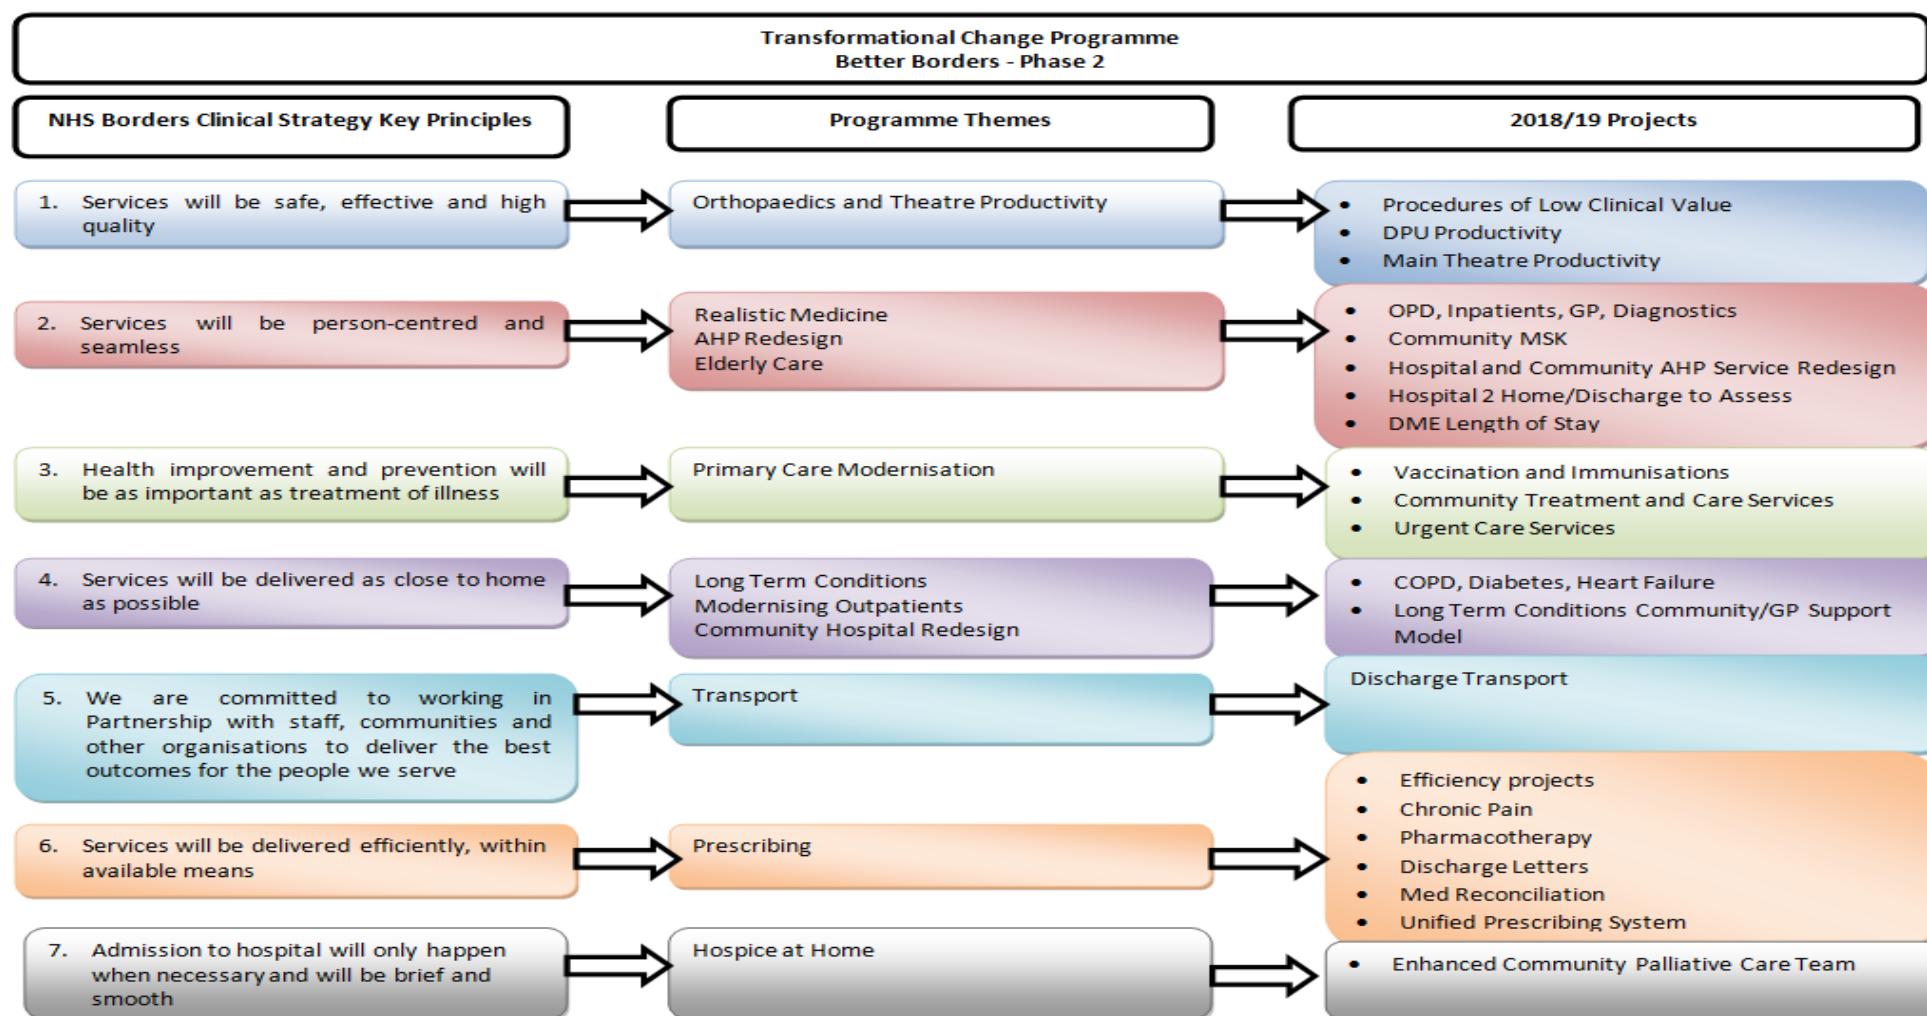 Transformational Change Programme
Better Borders - Phase 2
NHS Borders Clinical Strategy Key Principles
Programme Themes
2018/19 Projects
1. Services will be safe, effective and high
quality
Orthopaedics and Theatre Productivity
• Procedures of Low Clinical Value
• DPU Productivity
• Main Theatre Productivity
2. Services will be person-centred and
seamless
Realistic Medicine
AHP Redesign
Elderly Care
• OPD, Inpatients, GP, Diagnostics
• Community MSK
• Hospital and Community AHP Service Redesign
• Hospital 2 Home/Discharge to Assess
• DME Length of Stay
3. Health improvement and prevention will
be as important as treatment of illness
Primary Care Modernisation
• Vaccination and Immunisations
• Community Treatment and Care Services
• Urgent Care Services
4. Services will be delivered as close to home
as possible
Long Term Conditions
Modernising Outpatients
Community Hospital Redesign
• COPD, Diabetes, Heart Failure
• Long Term Conditions Community/GP Support
Model
5. We are committed to working in
Partnership with staff, communities and
other organisations to deliver the best
outcomes for the people we serve
Transport
Discharge Transport
6. Services will be delivered efficiently, within
available means
Prescribing
• Efficiency projects
• Chronic Pain
• Pharmacotherapy
• Discharge Letters
• Med Reconciliation
• Unified Prescribing System
7. Admission to hospital will only happen
when necessary and will be brief and
smooth
Hospice at Home
• Enhanced Community Palliative Care Team